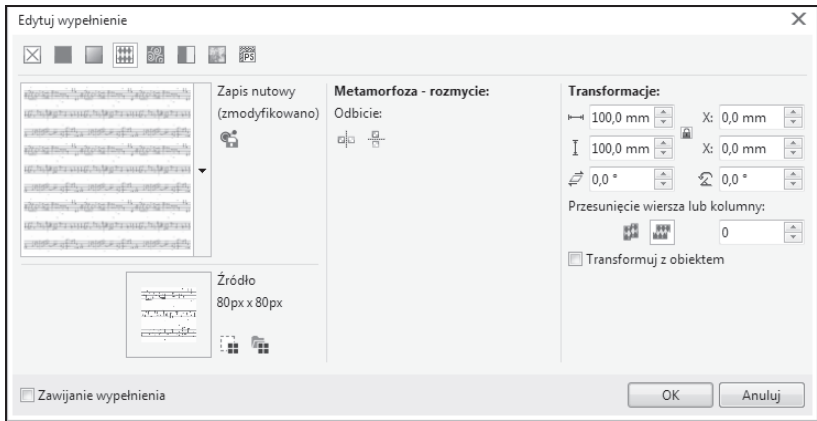 Edytuj wypełnienie
PS
Zapis nutowy
(zmodyfikowano)
Źródło
80px x 80px
Metamorfoza - rozmycie:
Odbicie:
Transformacje:
100,0 mm X: 0,0 mm
100,0 mm X: 0,0 mm
0,0 ° 0,0 °
Przesunięcie wiersza lub kolumny:
0
Transformuj z obiektem
Zawijanie wypełnienia
OK Anuluj